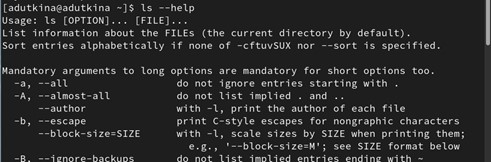 [adutkina@adutkina ~]$ ls --help
Usage: ls [OPTION]... [FILE]...
List information about the FILEs (the current directory by default).
Sort entries alphabetically if none of -cftuvSUX nor --sort is specified.

Mandatory arguments to long options are mandatory for short options too.
  -a, --all                  do not ignore entries starting with .
  -A, --almost-all           do not list implied . and ..
      --author               with -l, print the author of each file
  -b, --escape               print C-style escapes for nongraphic characters
      --block-size=SIZE      with -l, scale sizes by SIZE when printing them;
                               e.g., '--block-size=M'; see SIZE format below
  -B, --ignore-backups       do not list implied entries ending with ~